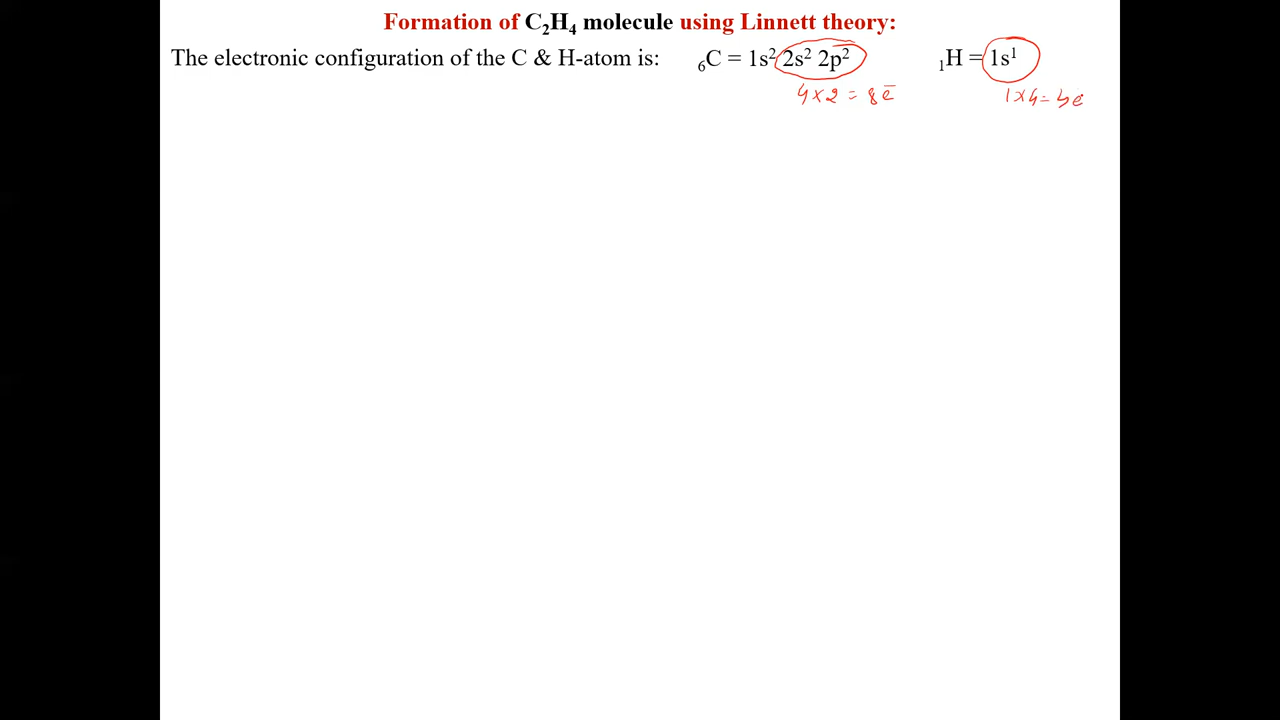 Formation of C₂H₄ molecule using Linnett theory:
The electronic configuration of the C & H-atom is: ₆C = 1s² 2s² 2p² ₁H = 1s¹
4 × 2 = 8e̅ 1 × 4 = 4e̅